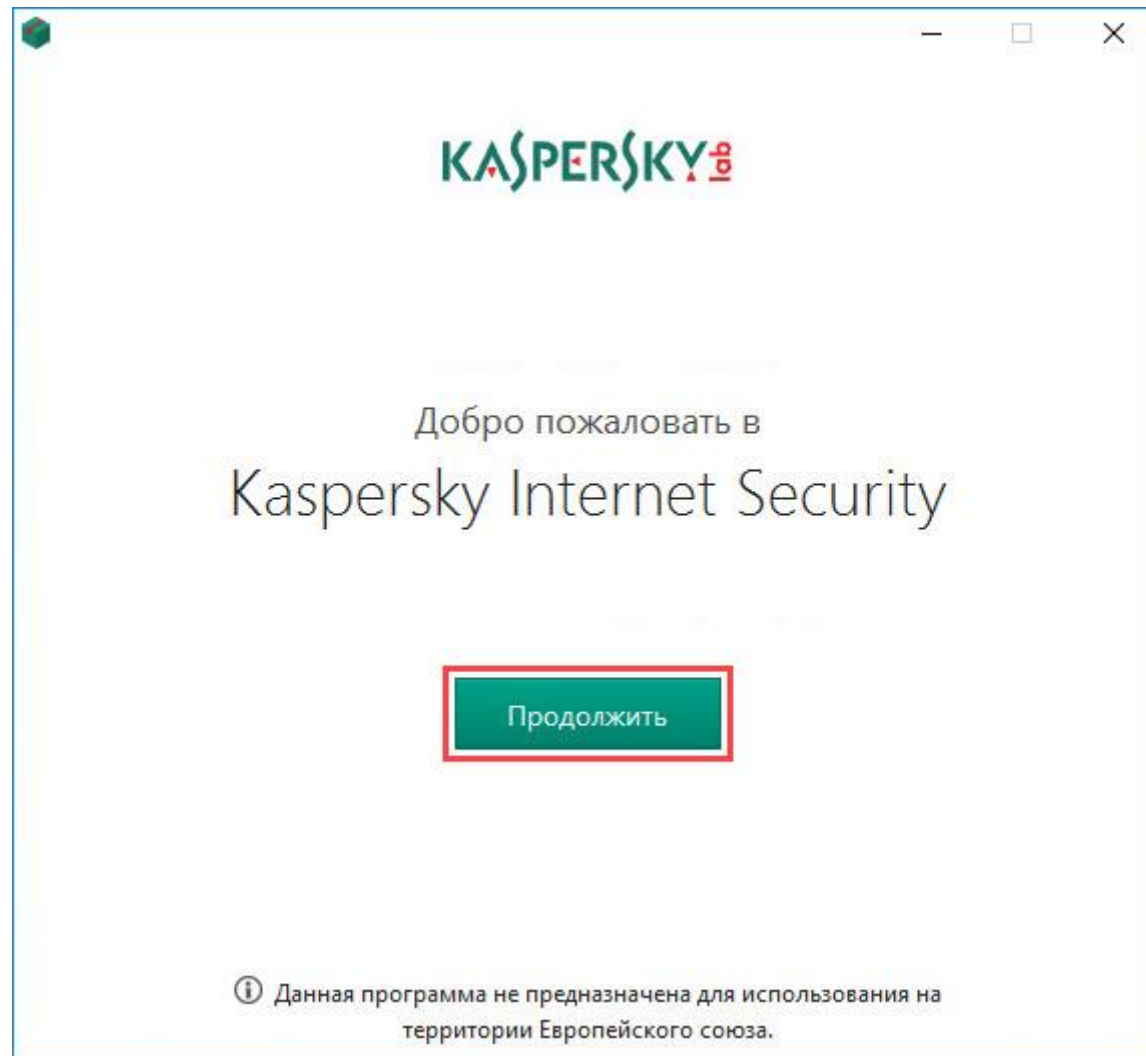 KASPERSKY lab
Добро пожаловать в
Kaspersky Internet Security
Продолжить
Данная программа не предназначена для использования на
территории Европейского союза.